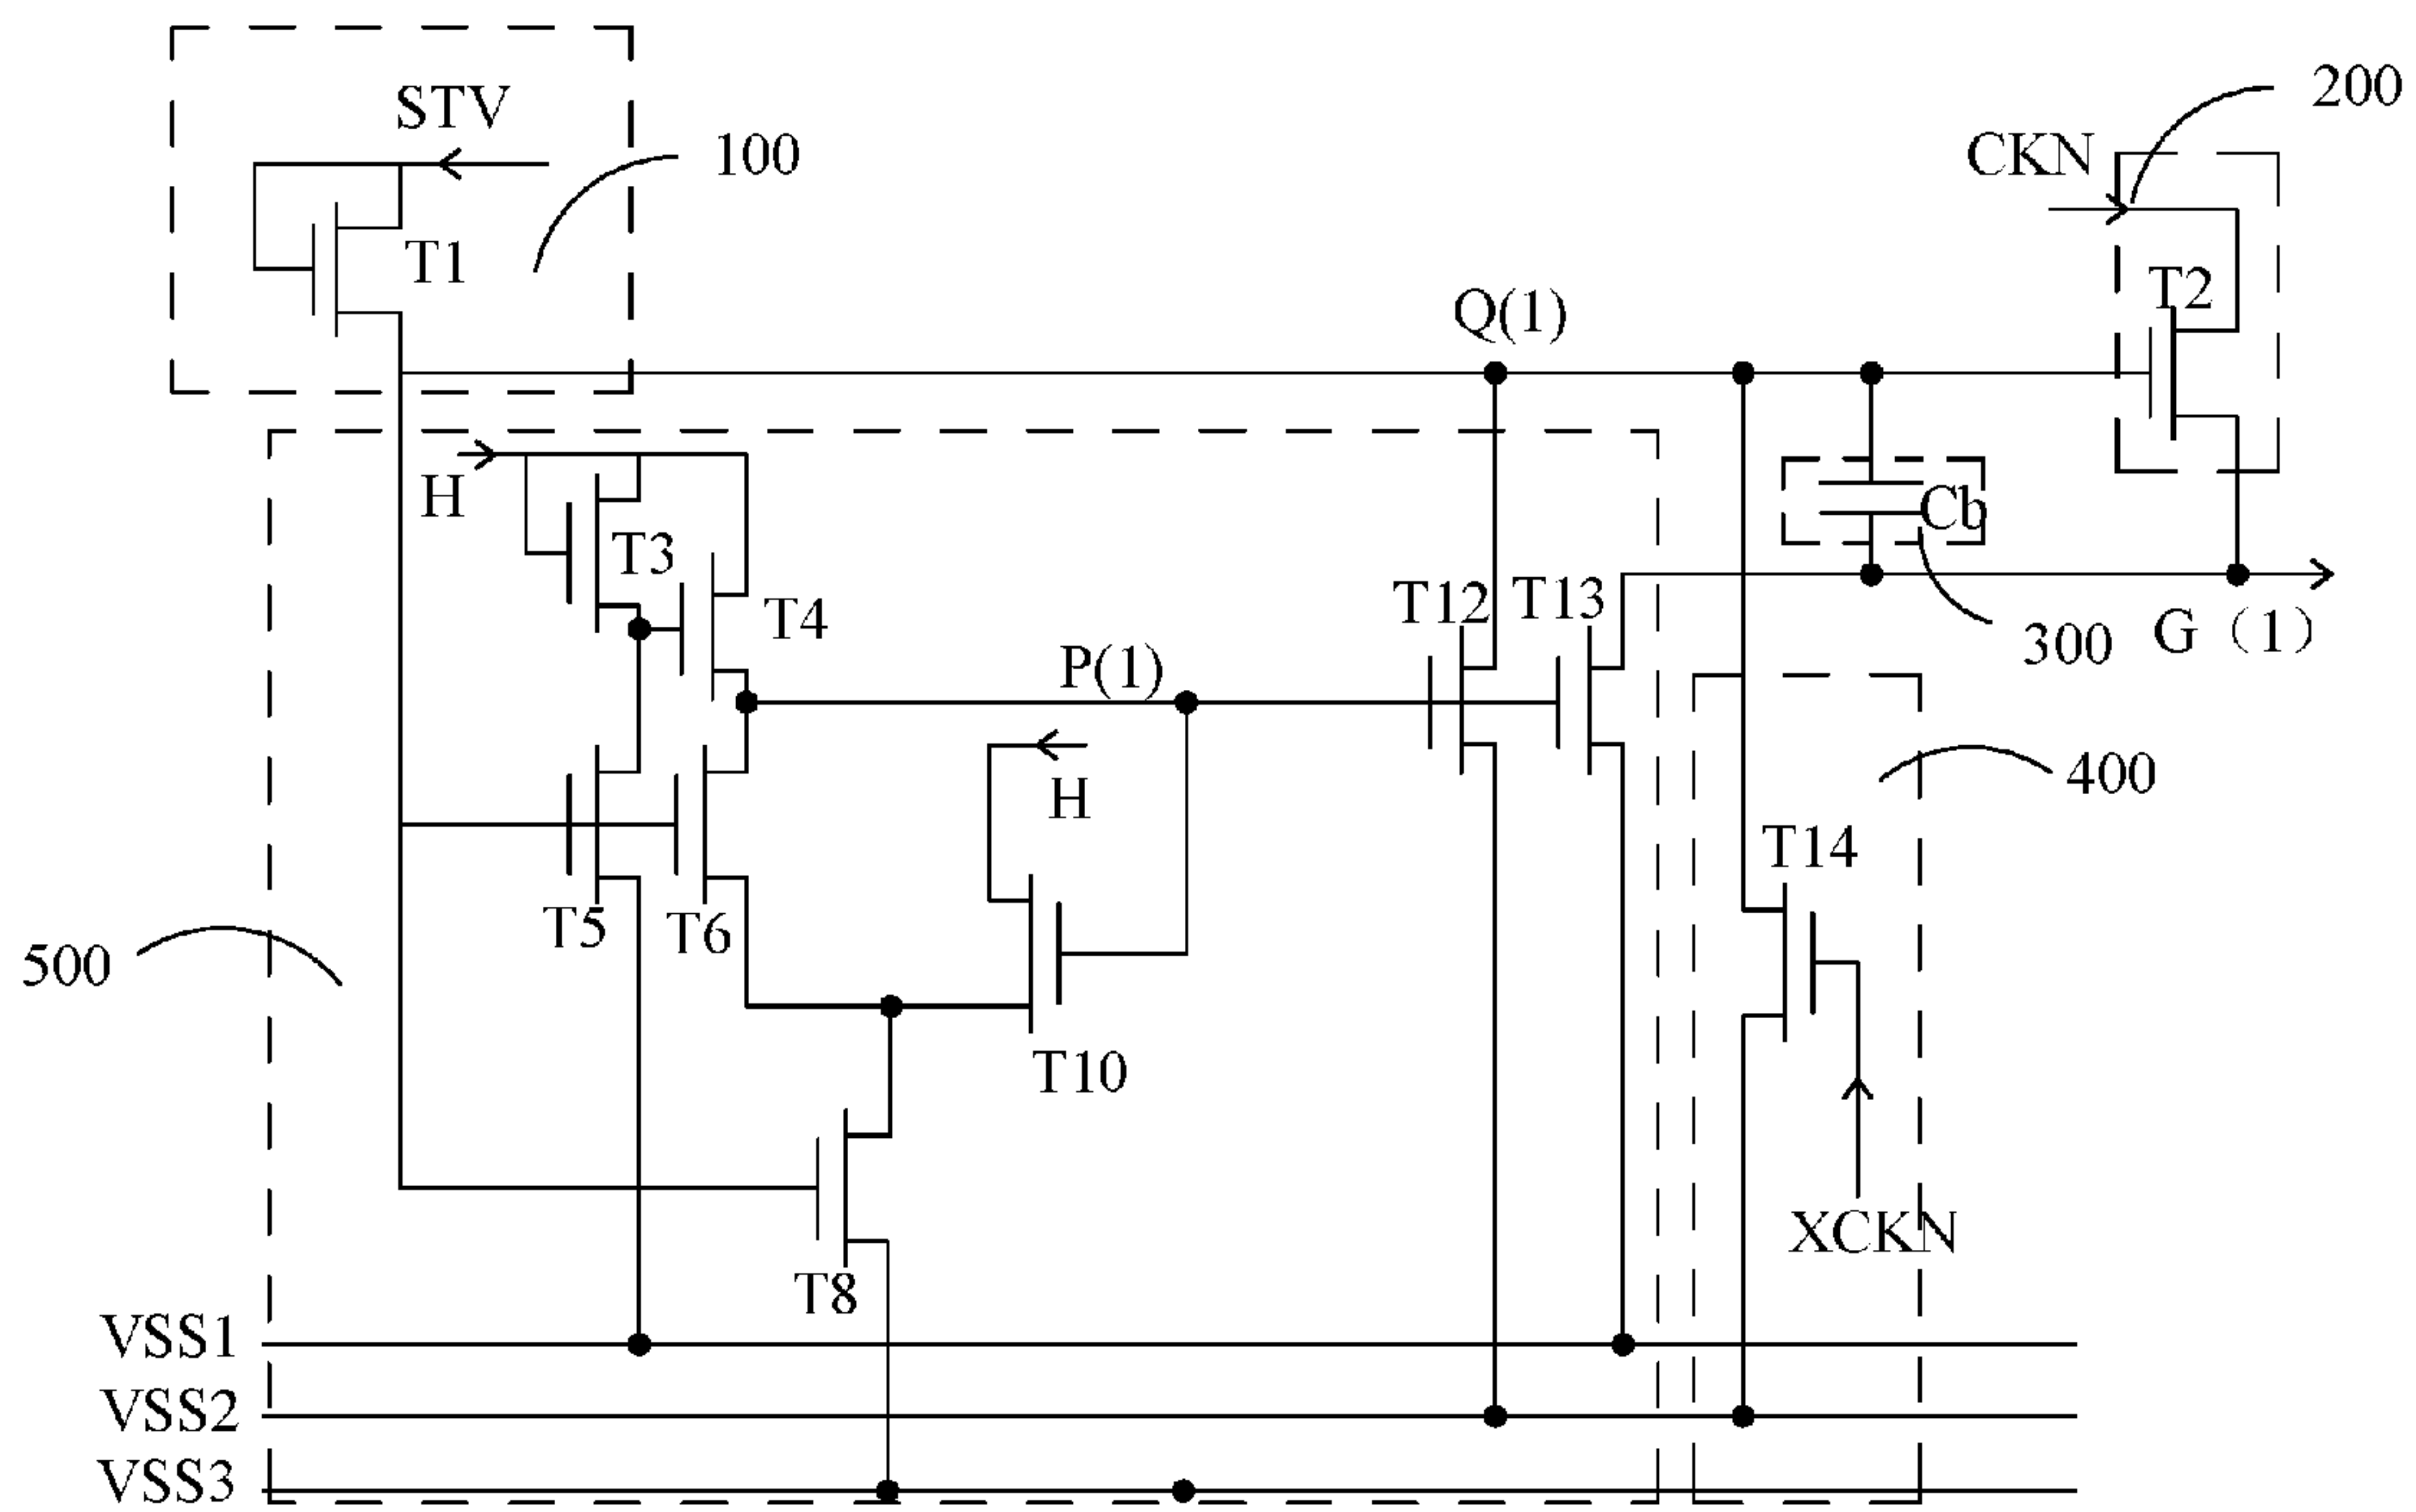 STV
200
100
CKN
T1
T2
Q(1)
H
Cb
T3
T4
T12
T13
G (1)
300
P(1)
H
400
T14
T5
T6
500
T10
XCKN
T8
VSS1
VSS2
VSS3